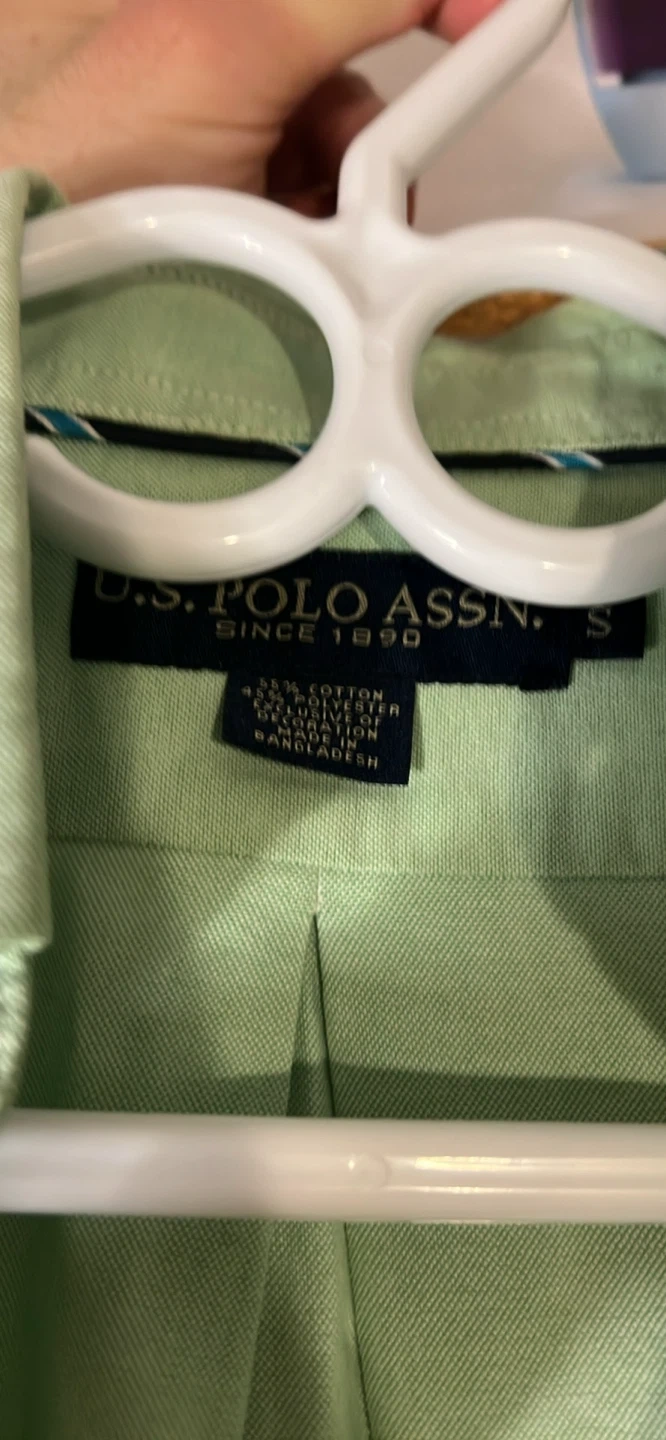 U.S. POLO ASSN.
S
SINCE 1890
55% COTTON
45% POLYESTER
EXCLUSIVE OF
DECORATION
MADE IN
BANGLADESH